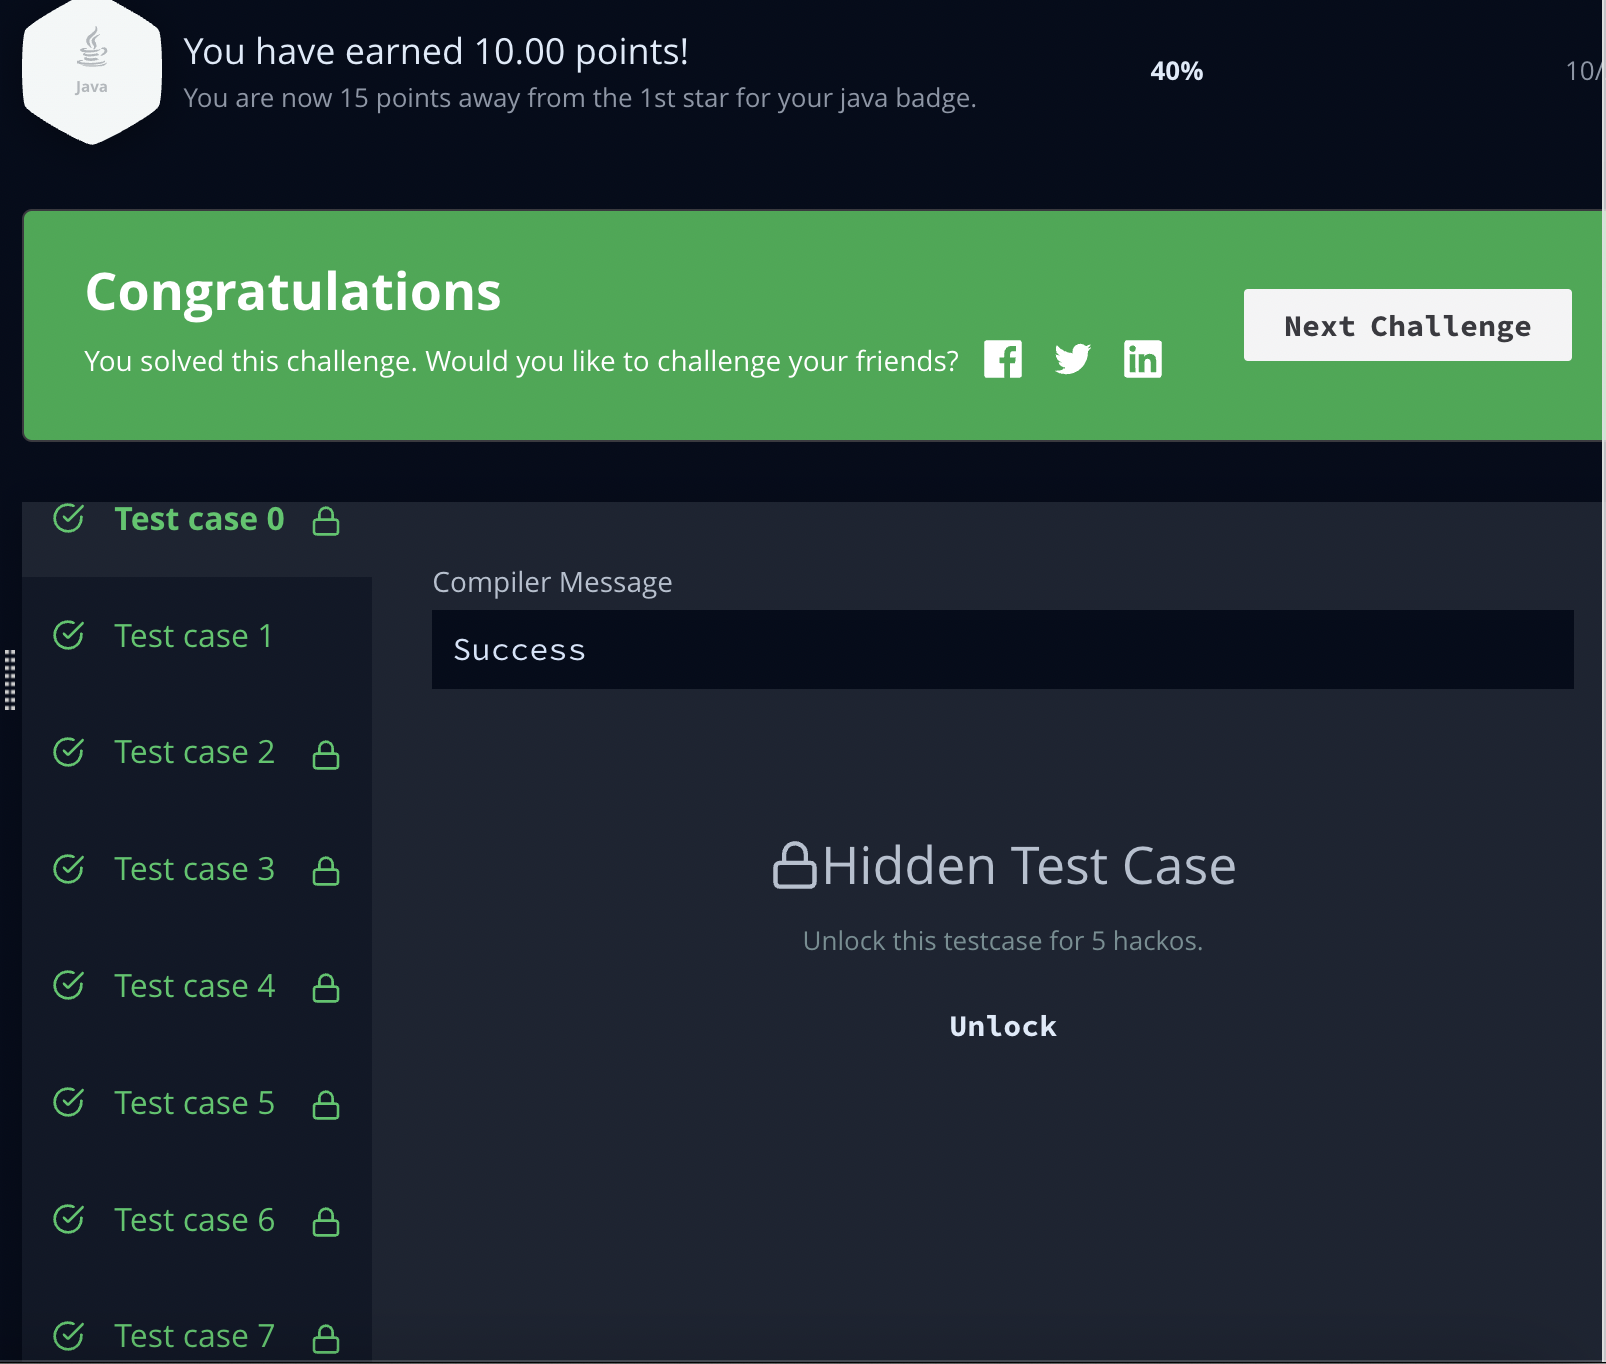 Java
You have earned 10.00 points!
You are now 15 points away from the 1st star for your java badge.
40%
10/
Congratulations
You solved this challenge. Would you like to challenge your friends?
Next Challenge
Test case 0
Test case 1
Test case 2
Test case 3
Test case 4
Test case 5
Test case 6
Test case 7
Compiler Message
Success
Hidden Test Case
Unlock this testcase for 5 hackos.
Unlock